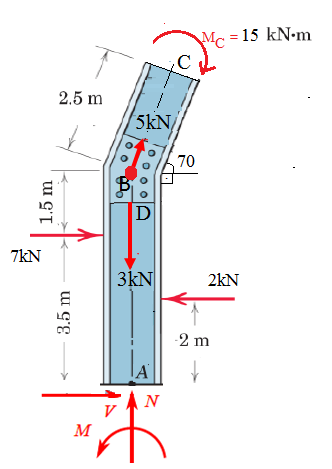 M_C = 15 kN·m
C
2.5 m
5kN
70
B
1.5 m
D
7kN
3kN
2kN
3.5 m
2 m
A
V
N
M